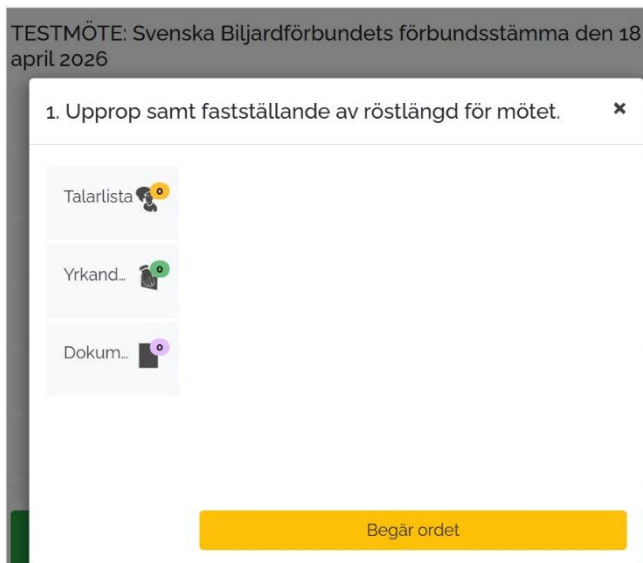 TESTMÖTE: Svenska Biljardförbundets förbundsstämma den 18
april 2026
1. Upprop samt fastställande av röstlängd för mötet.
×
Talarlista 0
Yrkand... 0
Dokum... 0
Begär ordet